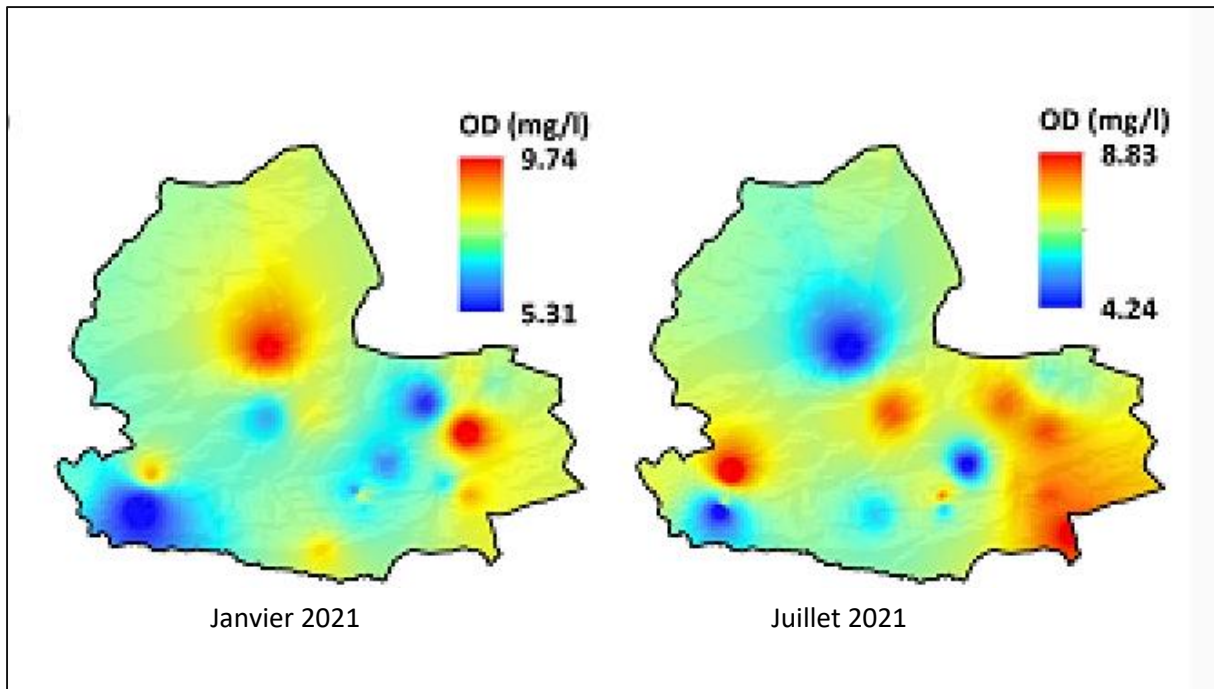 OD (mg/l)
9.74
5.31
Janvier 2021
OD (mg/l)
8.83
4.24
Juillet 2021